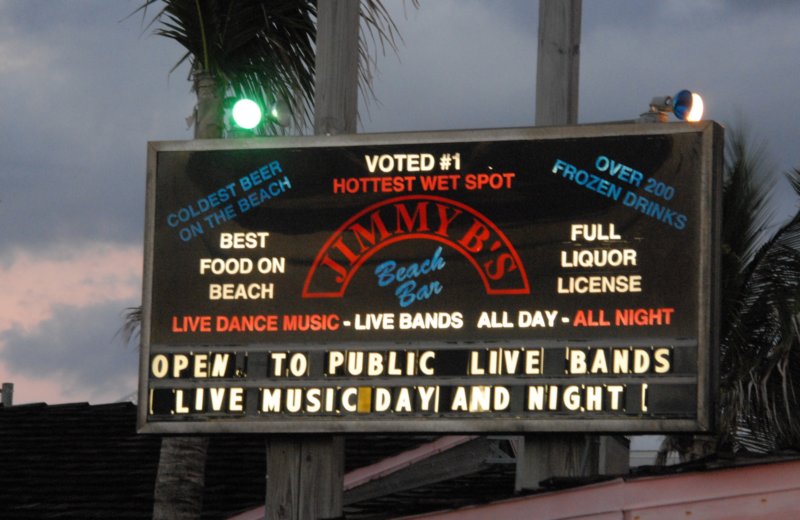 VOTED #1
HOTTEST WET SPOT
COLDEST BEER
ON THE BEACH
OVER 200
FROZEN DRINKS
BEST
FOOD ON
BEACH
JIMMY B'S
Beach
Bar
FULL
LIQUOR
LICENSE
LIVE DANCE MUSIC - LIVE BANDS ALL DAY - ALL NIGHT
OPEN TO PUBLIC LIVE BANDS
LIVE MUSIC DAY AND NIGHT